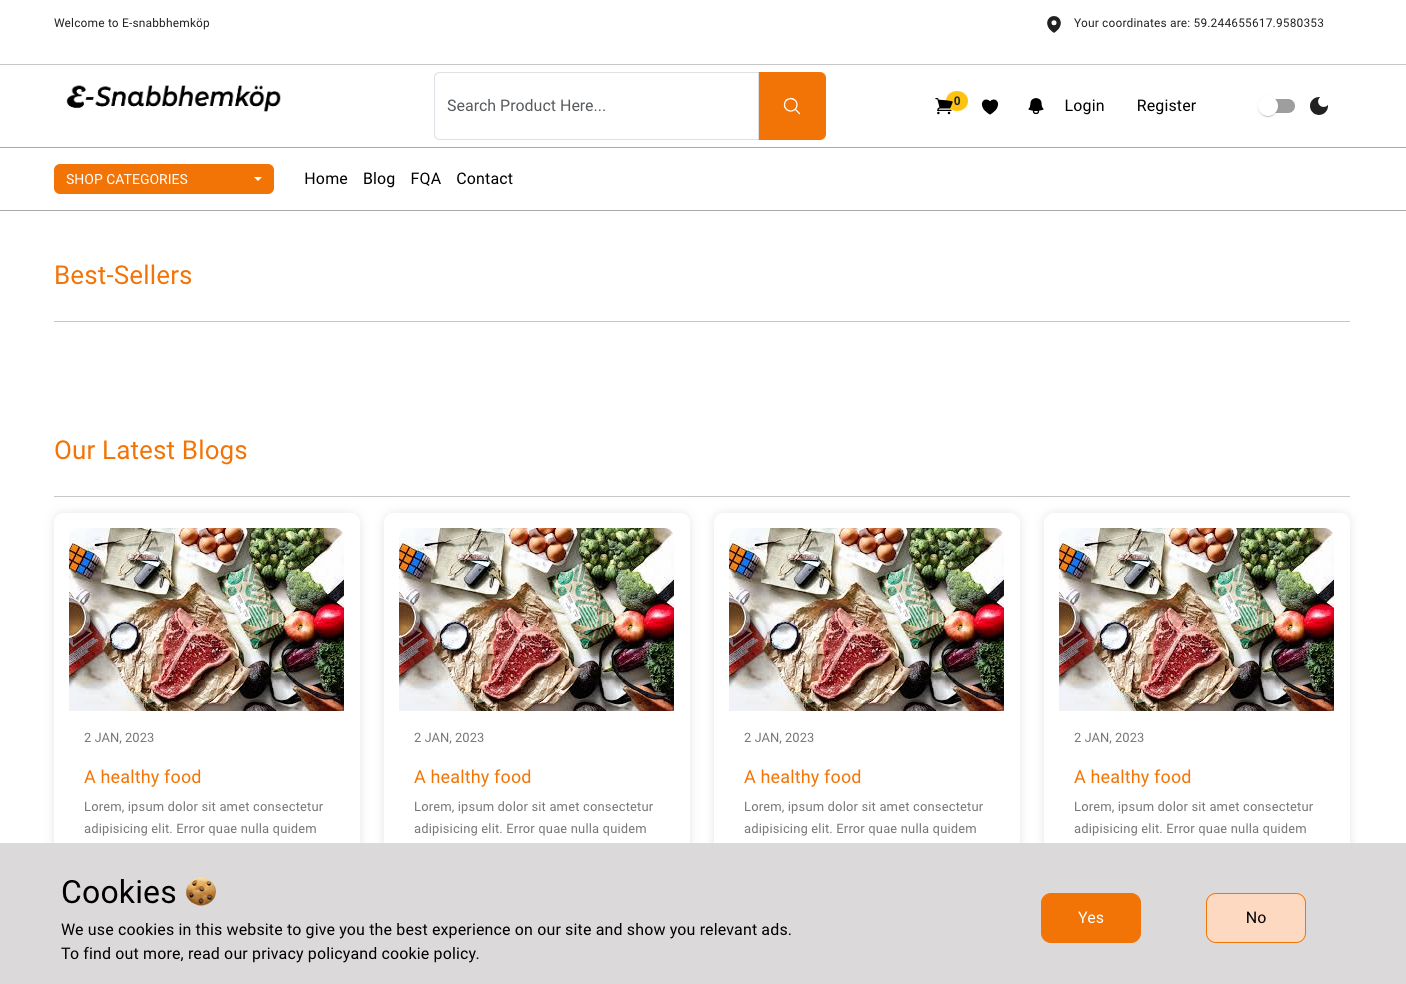 Welcome to E-snabbhemköp
Your coordinates are: 59.244655617.9580353
E-Snabbhemköp
Search Product Here...
0
Login
Register
SHOP CATEGORIES
Home
Blog
FQA
Contact
Best-Sellers
Our Latest Blogs
2 JAN, 2023
A healthy food
Lorem, ipsum dolor sit amet consectetur
adipisicing elit. Error quae nulla quidem
2 JAN, 2023
A healthy food
Lorem, ipsum dolor sit amet consectetur
adipisicing elit. Error quae nulla quidem
2 JAN, 2023
A healthy food
Lorem, ipsum dolor sit amet consectetur
adipisicing elit. Error quae nulla quidem
2 JAN, 2023
A healthy food
Lorem, ipsum dolor sit amet consectetur
adipisicing elit. Error quae nulla quidem
Cookies 🍪
We use cookies in this website to give you the best experience on our site and show you relevant ads.
To find out more, read our privacy policyand cookie policy.
Yes
No